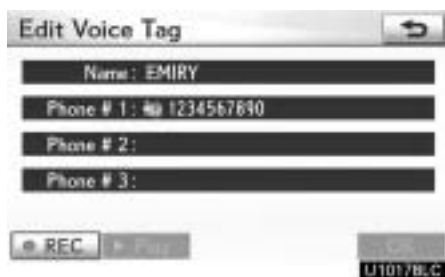 Edit Voice Tag
Name: EMIRY
Phone # 1: 1234567890
Phone # 2:
Phone # 3:
REC Play
OK
U1017BLC